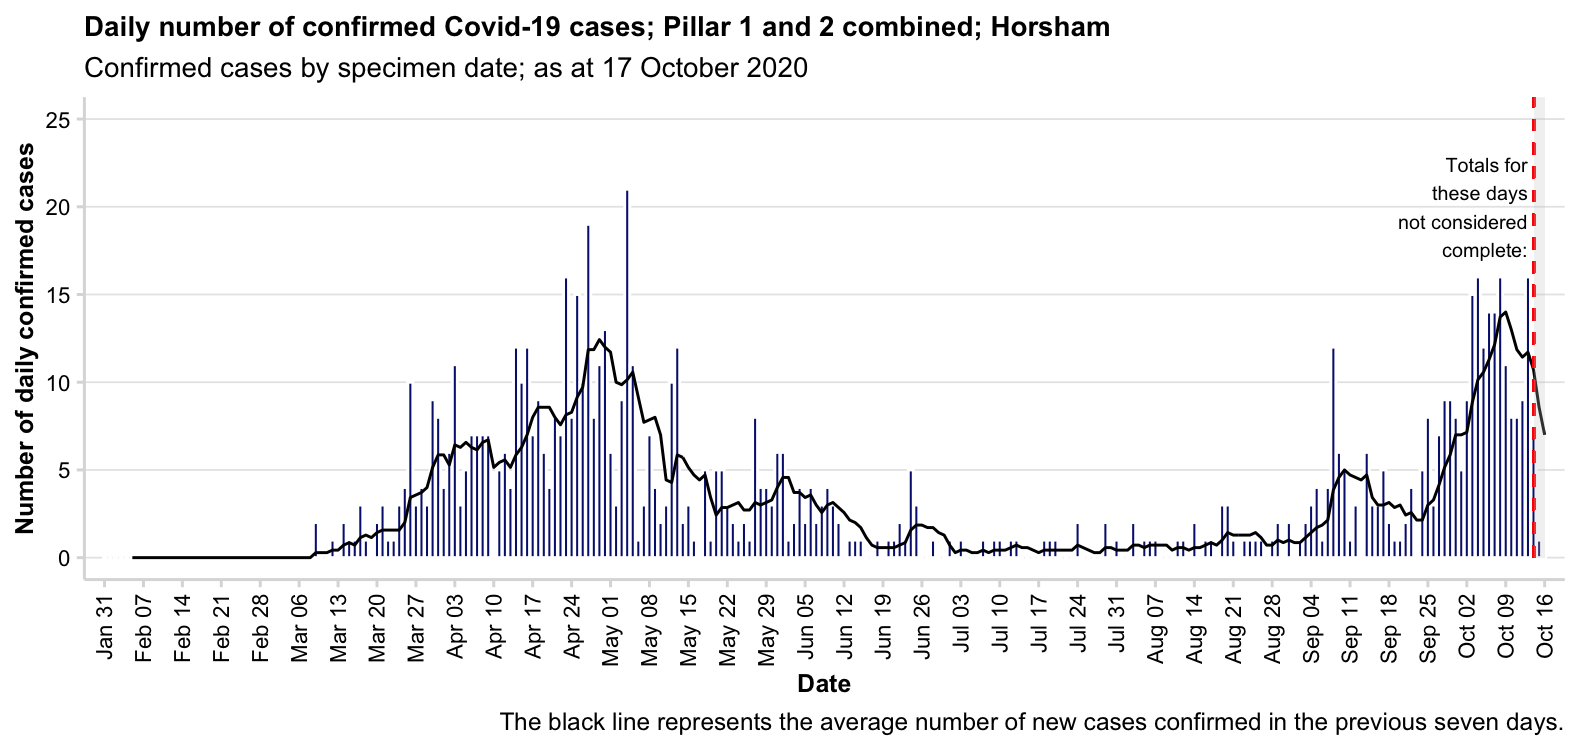 Daily number of confirmed Covid-19 cases; Pillar 1 and 2 combined; Horsham
Confirmed cases by specimen date; as at 17 October 2020
Number of daily confirmed cases
25
20
15
10
5
0
Totals for
these days
not considered
complete:
Jan 31
Feb 07
Feb 14
Feb 21
Feb 28
Mar 06
Mar 13
Mar 20
Mar 27
Apr 03
Apr 10
Apr 17
Apr 24
May 01
May 08
May 15
May 22
May 29
Jun 05
Jun 12
Jun 19
Jun 26
Jul 03
Jul 10
Jul 17
Jul 24
Jul 31
Aug 07
Aug 14
Aug 21
Aug 28
Sep 04
Sep 11
Sep 18
Sep 25
Oct 02
Oct 09
Oct 16
Date
The black line represents the average number of new cases confirmed in the previous seven days.